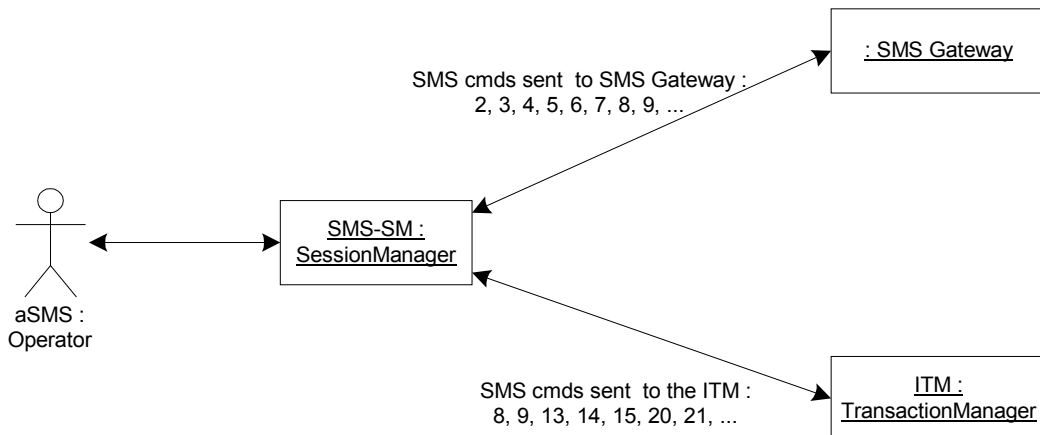 : SMS Gateway
SMS cmds sent to SMS Gateway :
2, 3, 4, 5, 6, 7, 8, 9, ...
SMS-SM :
SessionManager
aSMS :
Operator
SMS cmds sent to the ITM :
8, 9, 13, 14, 15, 20, 21, ...
ITM :
TransactionManager